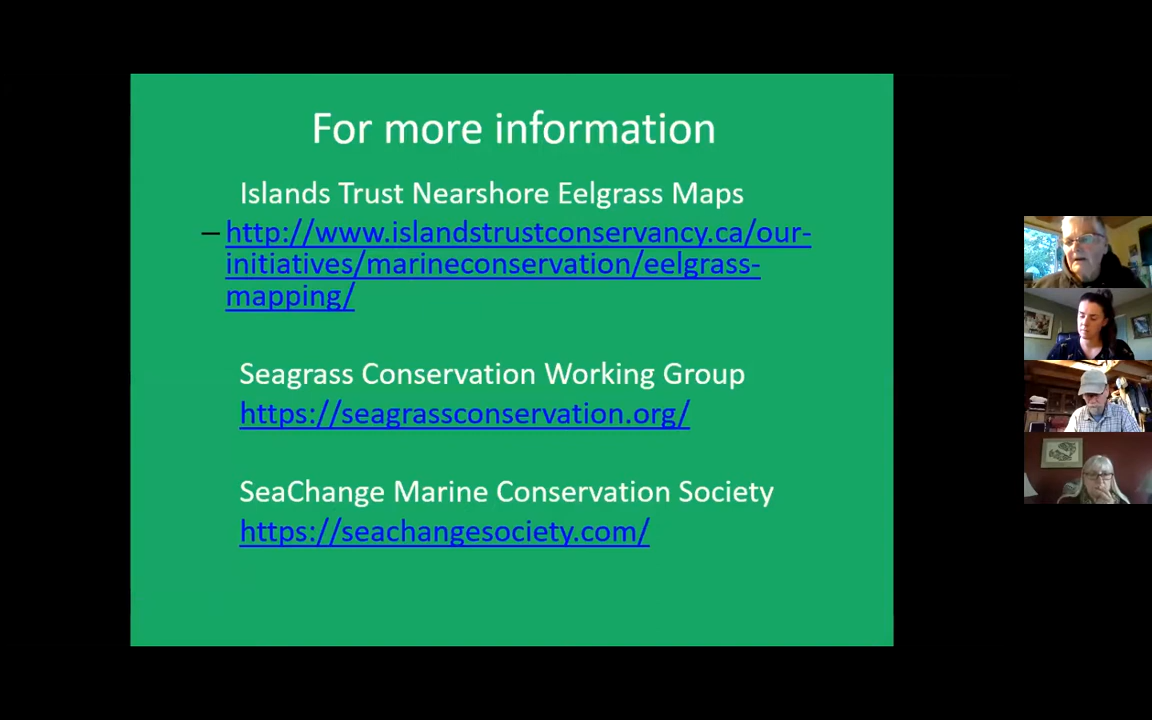 For more information
Islands Trust Nearshore Eelgrass Maps
– http://www.islandstrustconservancy.ca/our-
initiatives/marineconservation/eelgrass-
mapping/
Seagrass Conservation Working Group
https://seagrassconservation.org/
SeaChange Marine Conservation Society
https://seachangesociety.com/